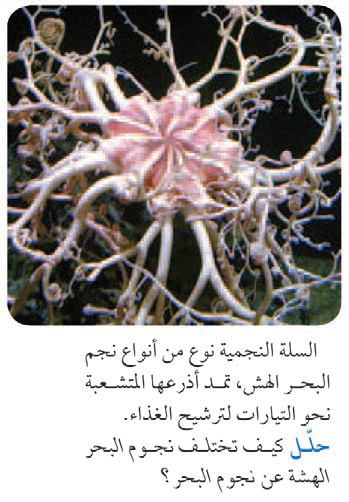 السلة النجمية نوع من أنواع نجم
البحر الهش، تمد أذرعها المتشعبة
نحو التيارات لترشيح الغذاء.
حلّل كيف تختلف نجوم البحر
الهشة عن نجوم البحر؟